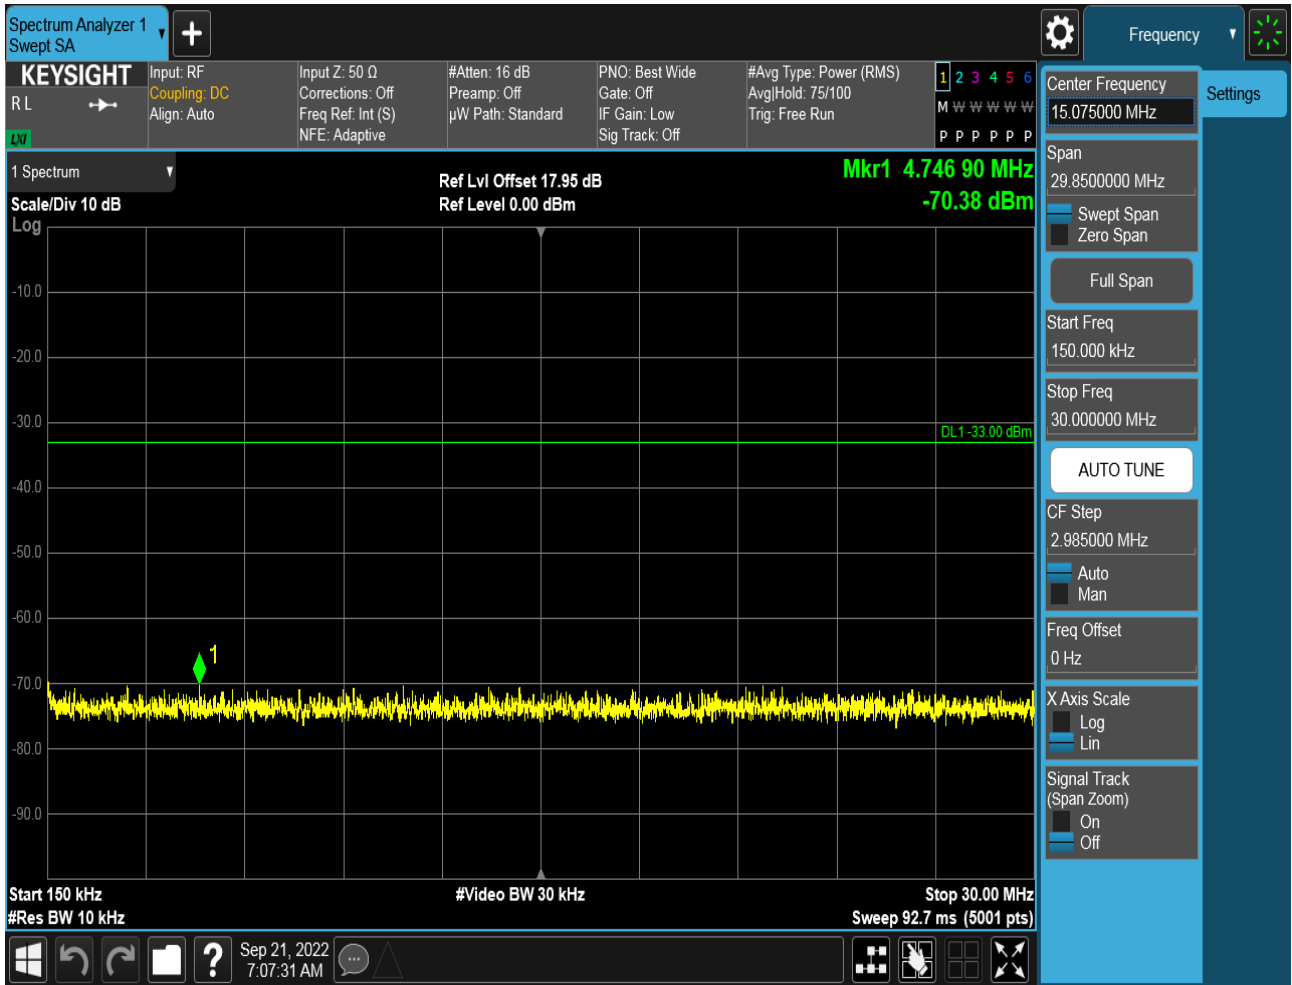 Spectrum Analyzer 1
Swept SA
Frequency
KEYSIGHT
R L
LXI
Input: RF
Coupling: DC
Align: Auto
Input Z: 50 Ω
Corrections: Off
Freq Ref: Int (S)
NFE: Adaptive
#Atten: 16 dB
Preamp: Off
µW Path: Standard
PNO: Best Wide
Gate: Off
IF Gain: Low
Sig Track: Off
#Avg Type: Power (RMS)
Avg|Hold: 75/100
Trig: Free Run
1 2 3 4 5 6
M W W W W W
P P P P P P
1 Spectrum
Scale/Div 10 dB
Log
Ref Lvl Offset 17.95 dB
Ref Level 0.00 dBm
Mkr1 4.746 90 MHz
-70.38 dBm
-10.0
-20.0
-30.0
DL1 -33.00 dBm
-40.0
-50.0
-60.0
1
-70.0
-80.0
-90.0
Start 150 kHz
#Res BW 10 kHz
#Video BW 30 kHz
Stop 30.00 MHz
Sweep 92.7 ms (5001 pts)
Center Frequency
15.075000 MHz
Settings
Span
29.8500000 MHz
Swept Span
Zero Span
Full Span
Start Freq
150.000 kHz
Stop Freq
30.000000 MHz
AUTO TUNE
CF Step
2.985000 MHz
Auto
Man
Freq Offset
0 Hz
X Axis Scale
Log
Lin
Signal Track
(Span Zoom)
On
Off
?
Sep 21, 2022
7:07:31 AM